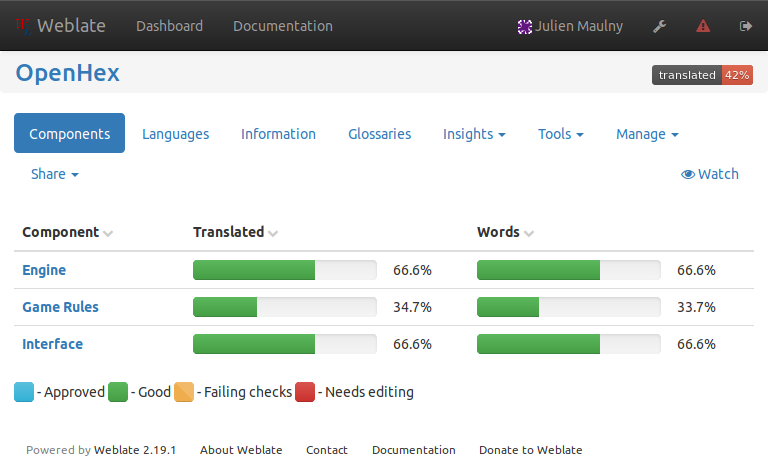 Weblate Dashboard Documentation Julien Maulny
OpenHex translated 42%
Components Languages Information Glossaries Insights Tools Manage
Share Watch
Component Translated Words
Engine 66.6% 66.6%
Game Rules 34.7% 33.7%
Interface 66.6% 66.6%
- Approved - Good - Failing checks - Needs editing
Powered by Weblate 2.19.1 About Weblate Contact Documentation Donate to Weblate